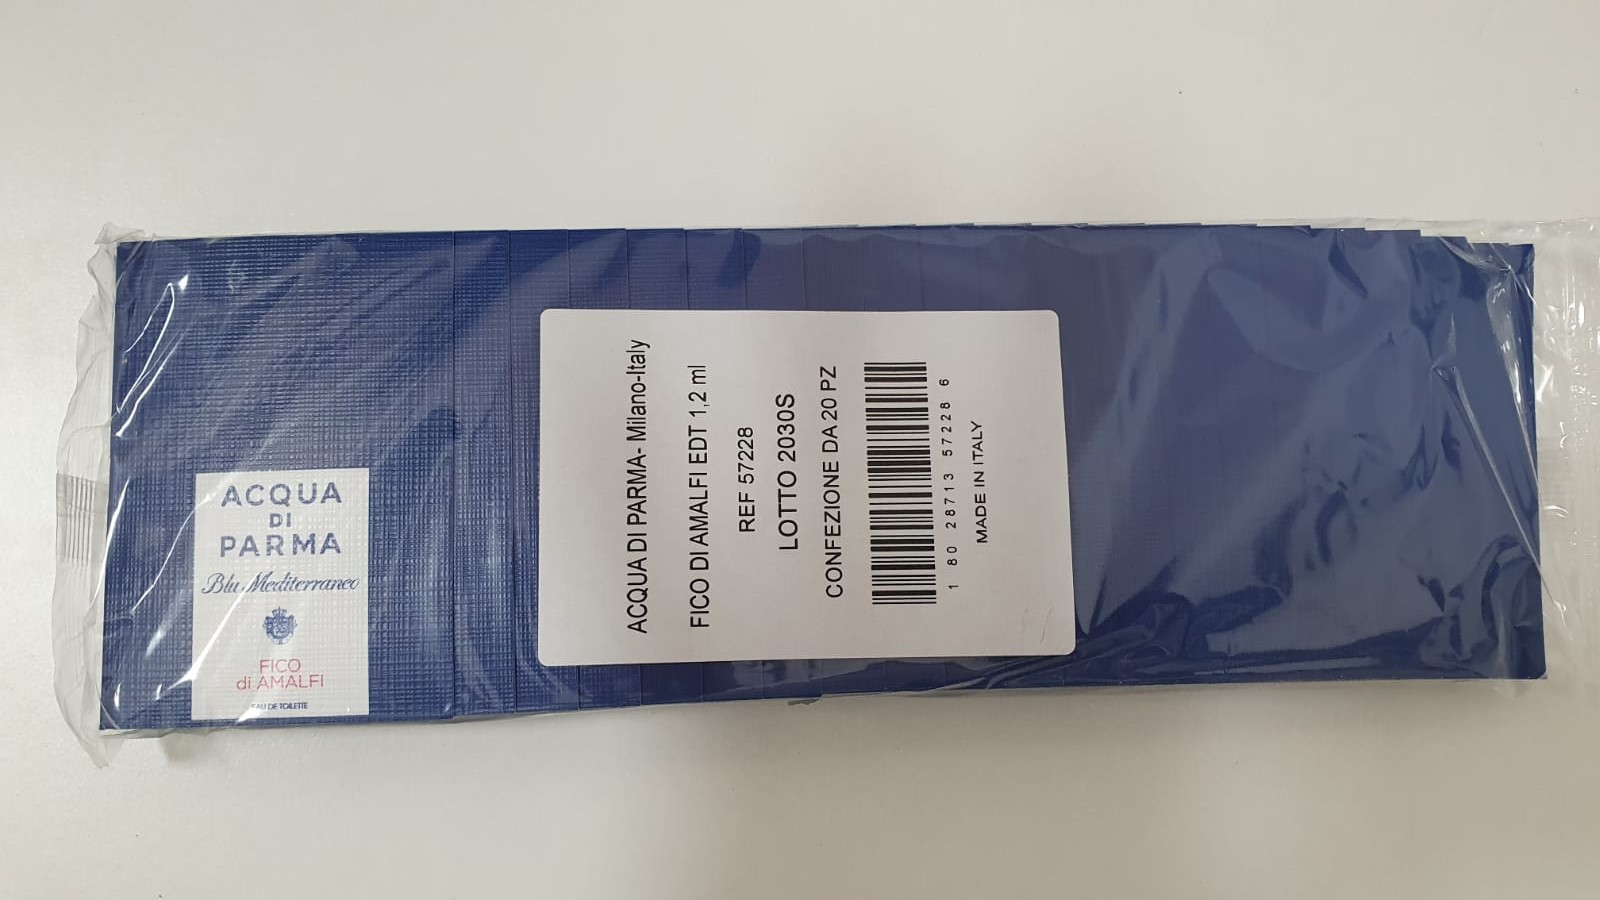 ACQUA
DI
PARMA
Blu Mediterraneo
FICO
di AMALFI
EAU DE TOILETTE
ACQUA DI PARMA- Milano-Italy
FICO DI AMALFI EDT 1,2 ml
REF 57228
LOTTO 2030S
CONFEZIONE DA 20 PZ
1 80 28713 57228 6
MADE IN ITALY